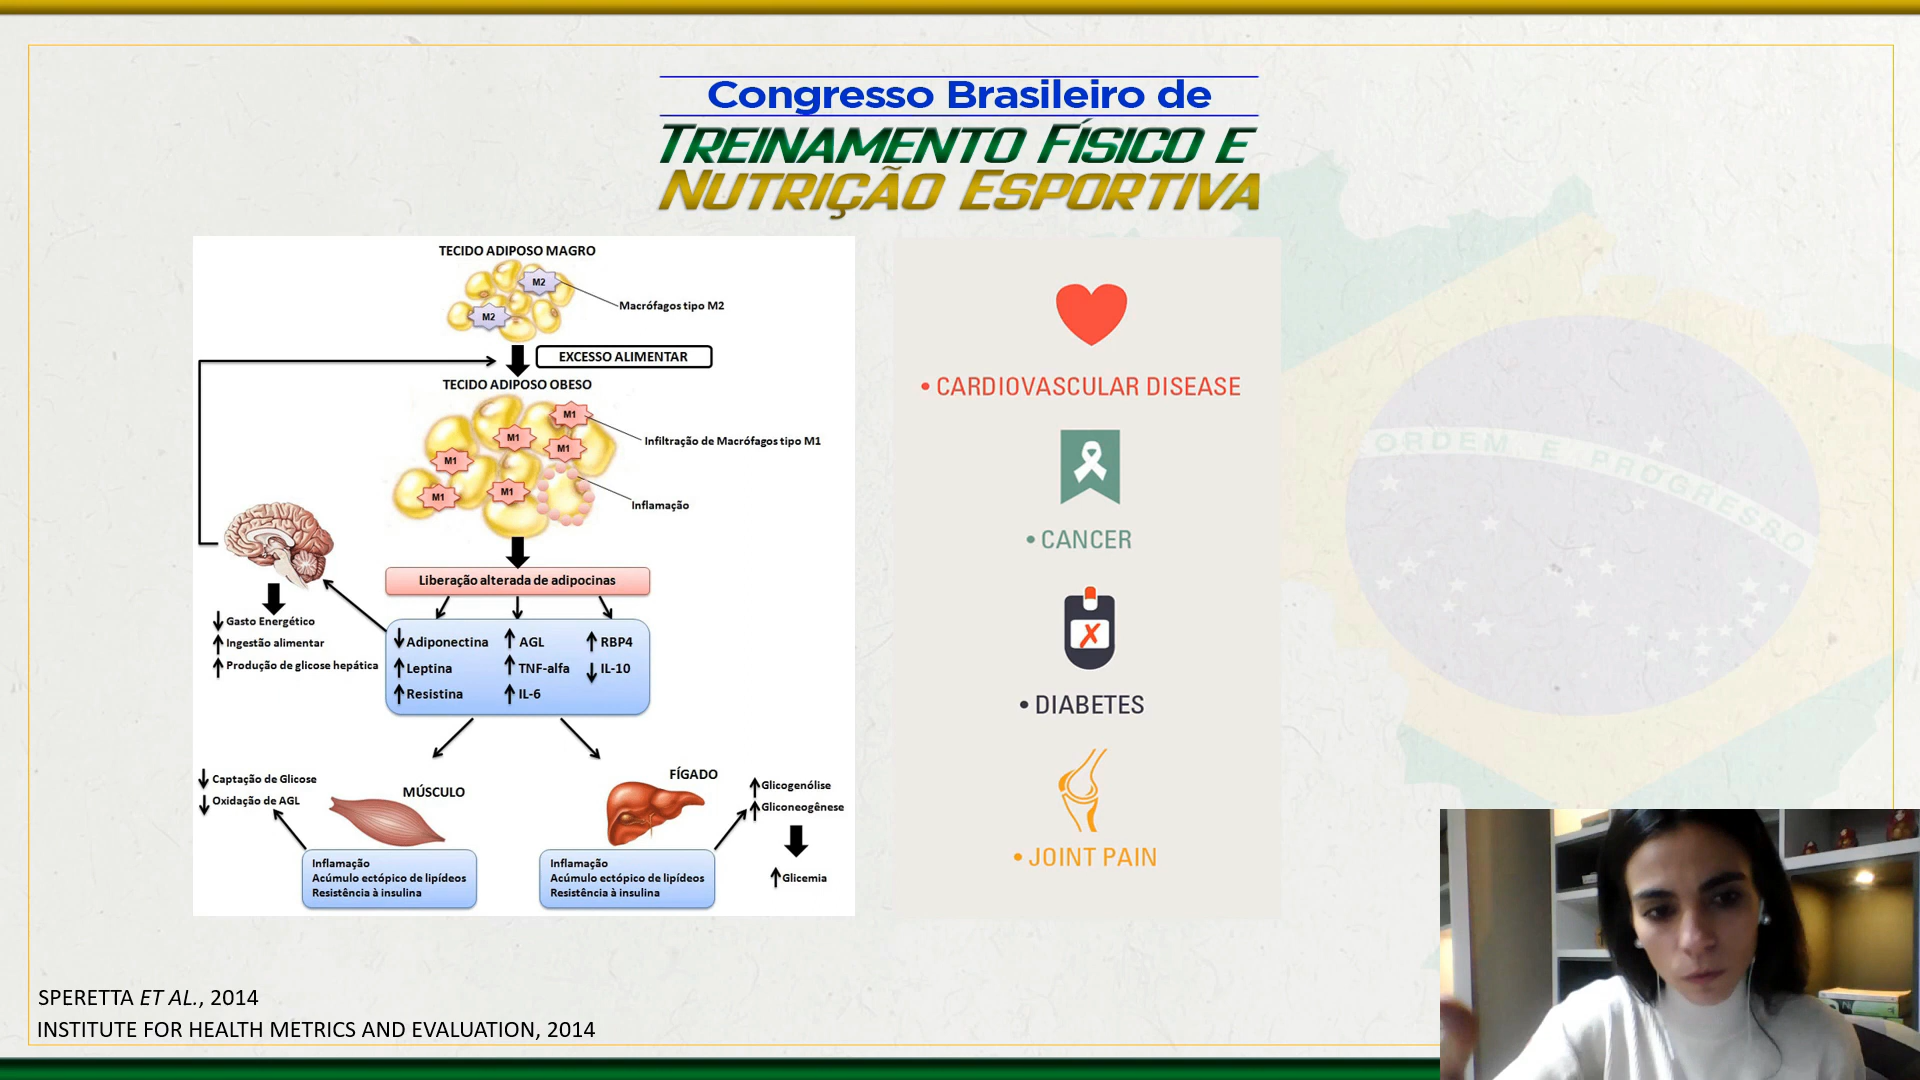 Congresso Brasileiro de
TREINAMENTO FÍSICO E
NUTRIÇÃO ESPORTIVA
TECIDO ADIPOSO MAGRO
M2
Macrófagos tipo M2
M2
EXCESSO ALIMENTAR
TECIDO ADIPOSO OBESO
M1
M1
Infiltração de Macrófagos tipo M1
M1
M1
M1
M1
Inflamação
Liberação alterada de adipocinas
Gasto Energético
Ingestão alimentar
Produção de glicose hepática
↓Adiponectina ↑AGL ↑RBP4
↑Leptina ↑TNF-alfa ↓IL-10
↑Resistina ↑IL-6
↓Captação de Glicose
↓Oxidação de AGL
MÚSCULO
FÍGADO
↑Glicogenólise
↑Gliconeogênese
↑Glicemia
Inflamação
Acúmulo ectópico de lipídeos
Resistência à insulina
Inflamação
Acúmulo ectópico de lipídeos
Resistência à insulina
• CARDIOVASCULAR DISEASE
• CANCER
• DIABETES
• JOINT PAIN
ORDEM E PROGRESSO
SPERETTA ET AL., 2014
INSTITUTE FOR HEALTH METRICS AND EVALUATION, 2014